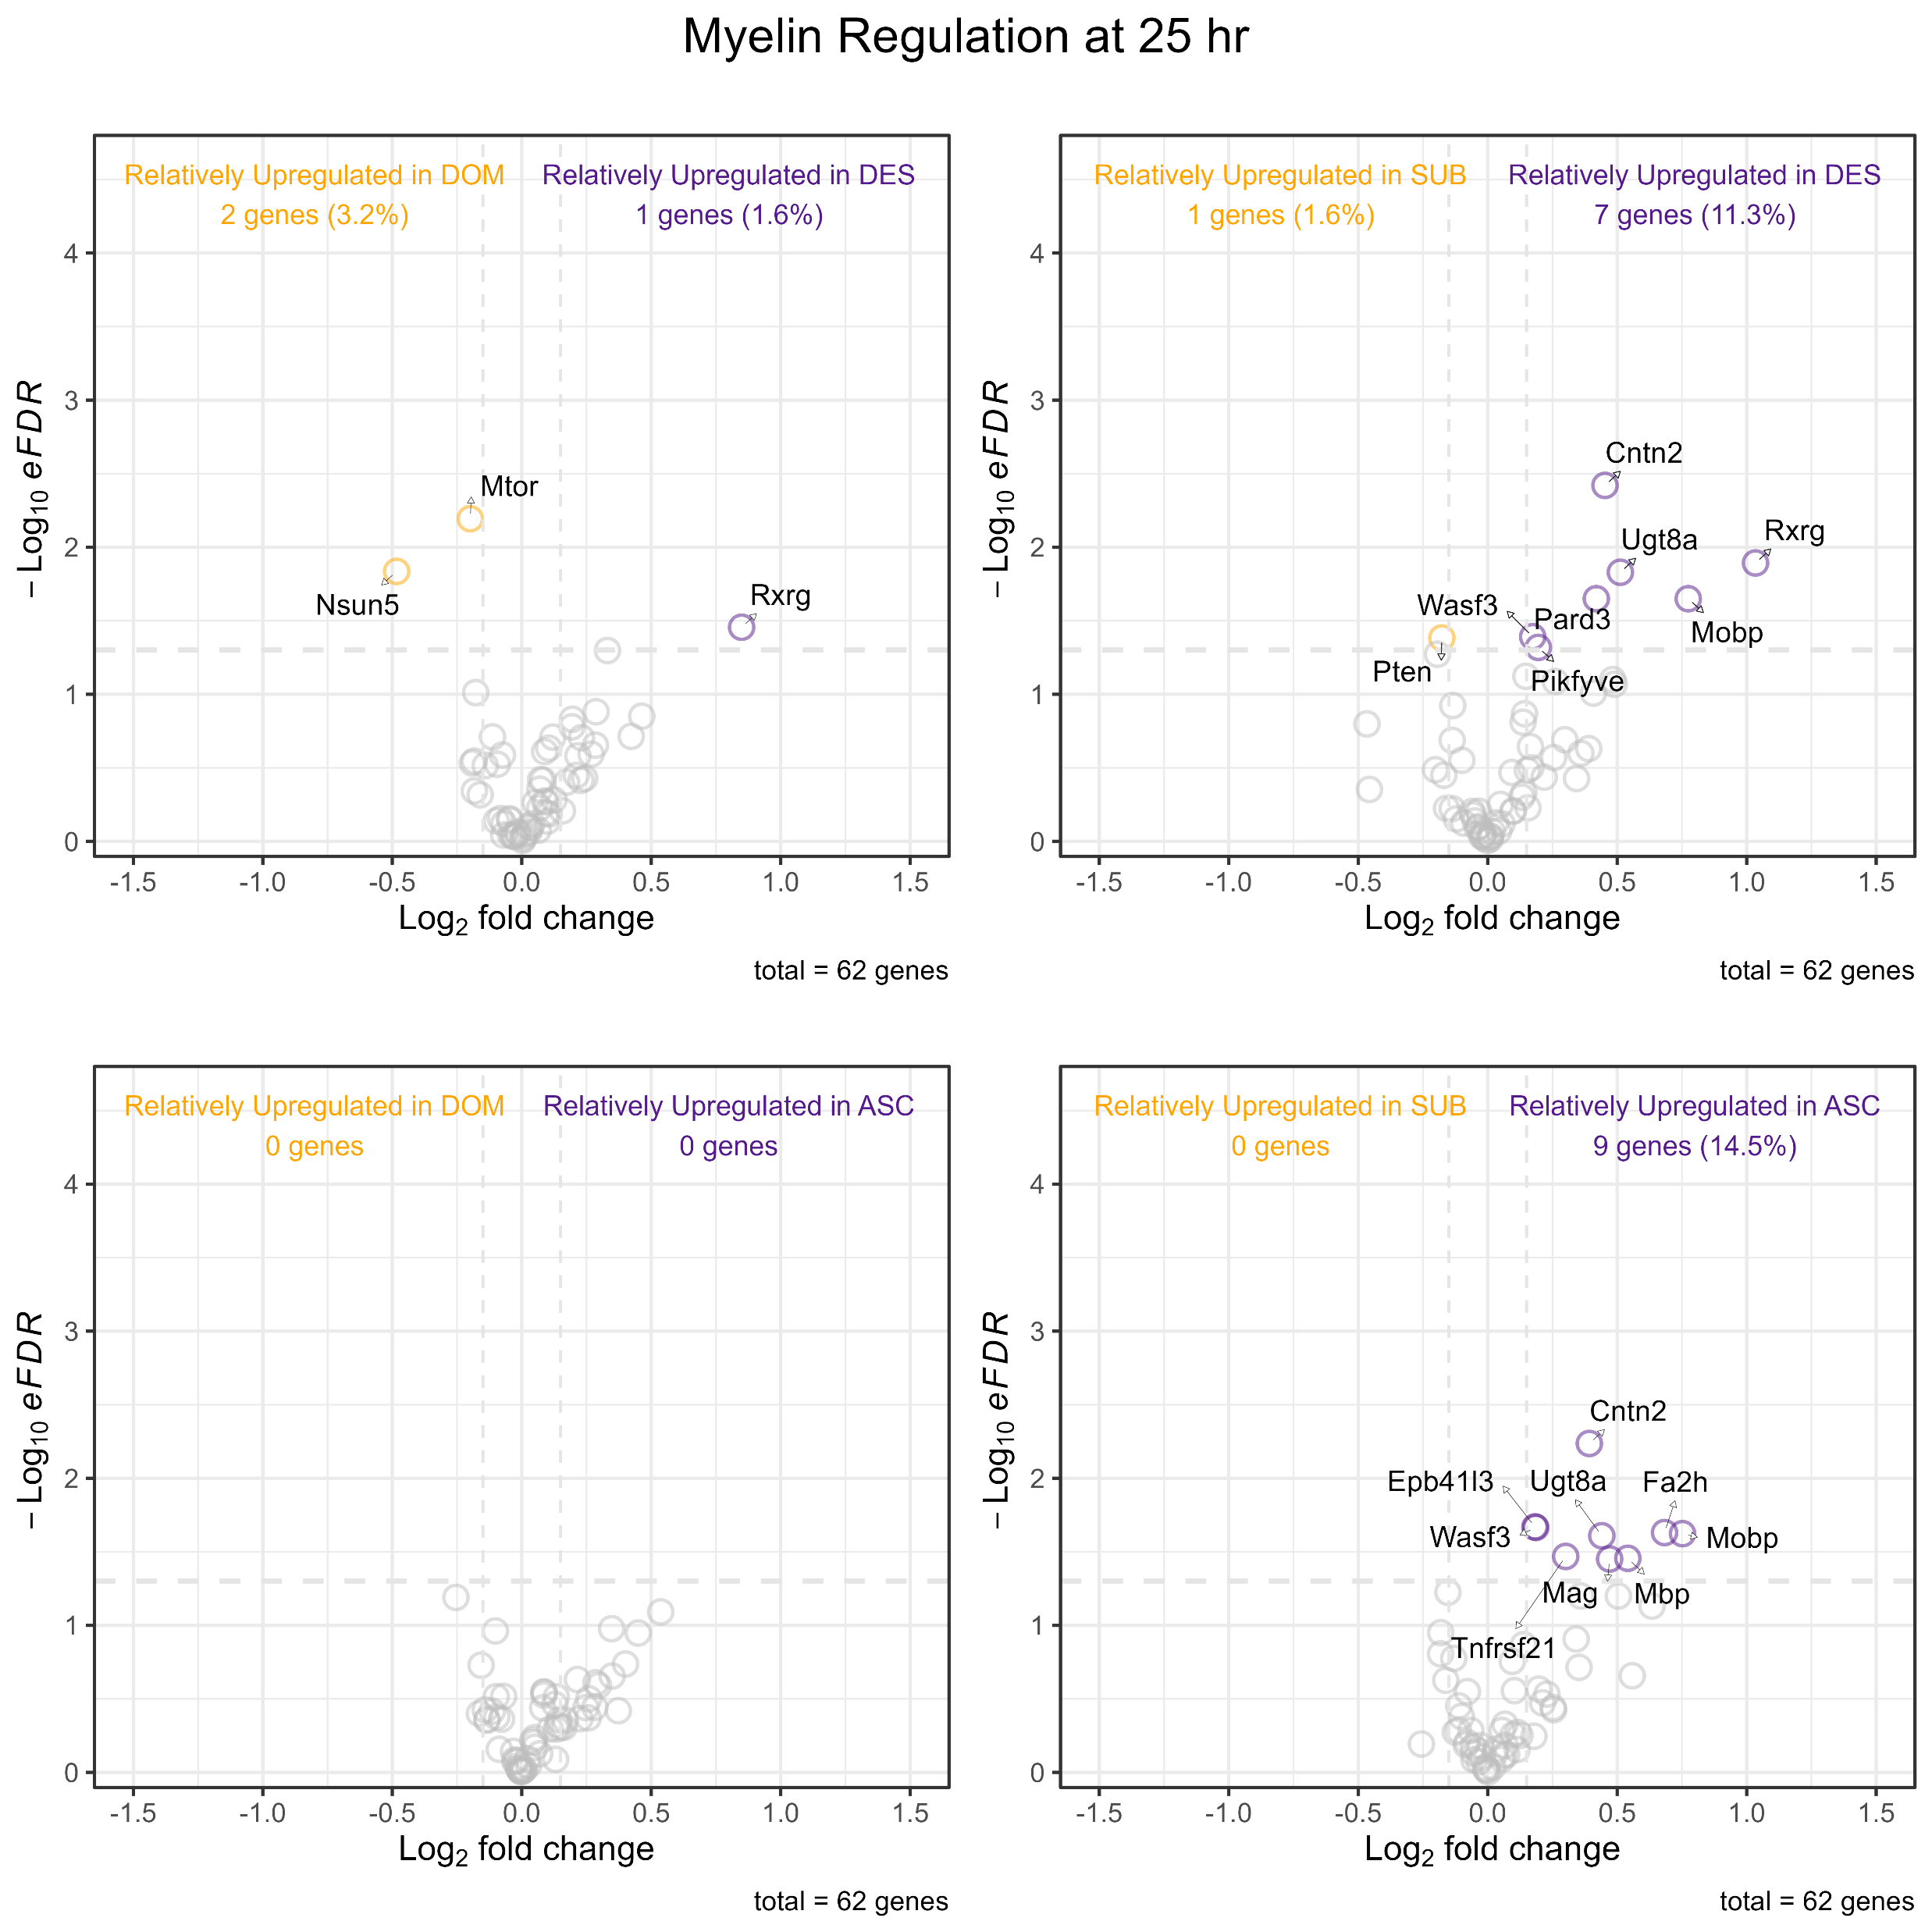 Myelin Regulation at 25 hr
Relatively Upregulated in DOM
2 genes (3.2%)
Relatively Upregulated in DES
1 genes (1.6%)
− Log10 eFDR
4
3
2
1
0
Mtor
Nsun5
Rxrg
-1.5 -1.0 -0.5 0.0 0.5 1.0 1.5
Log2 fold change
total = 62 genes
Relatively Upregulated in SUB
1 genes (1.6%)
Relatively Upregulated in DES
7 genes (11.3%)
− Log10 eFDR
4
3
2
1
0
Cntn2
Rxrg
Ugt8a
Wasf3
Pard3
Mobp
Pten
Pikfyve
-1.5 -1.0 -0.5 0.0 0.5 1.0 1.5
Log2 fold change
total = 62 genes
Relatively Upregulated in DOM
0 genes
Relatively Upregulated in ASC
0 genes
− Log10 eFDR
4
3
2
1
0
-1.5 -1.0 -0.5 0.0 0.5 1.0 1.5
Log2 fold change
total = 62 genes
Relatively Upregulated in SUB
0 genes
Relatively Upregulated in ASC
9 genes (14.5%)
− Log10 eFDR
4
3
2
1
0
Cntn2
Epb41l3
Ugt8a
Fa2h
Wasf3
Mobp
Mag
Mbp
Tnfrsf21
-1.5 -1.0 -0.5 0.0 0.5 1.0 1.5
Log2 fold change
total = 62 genes